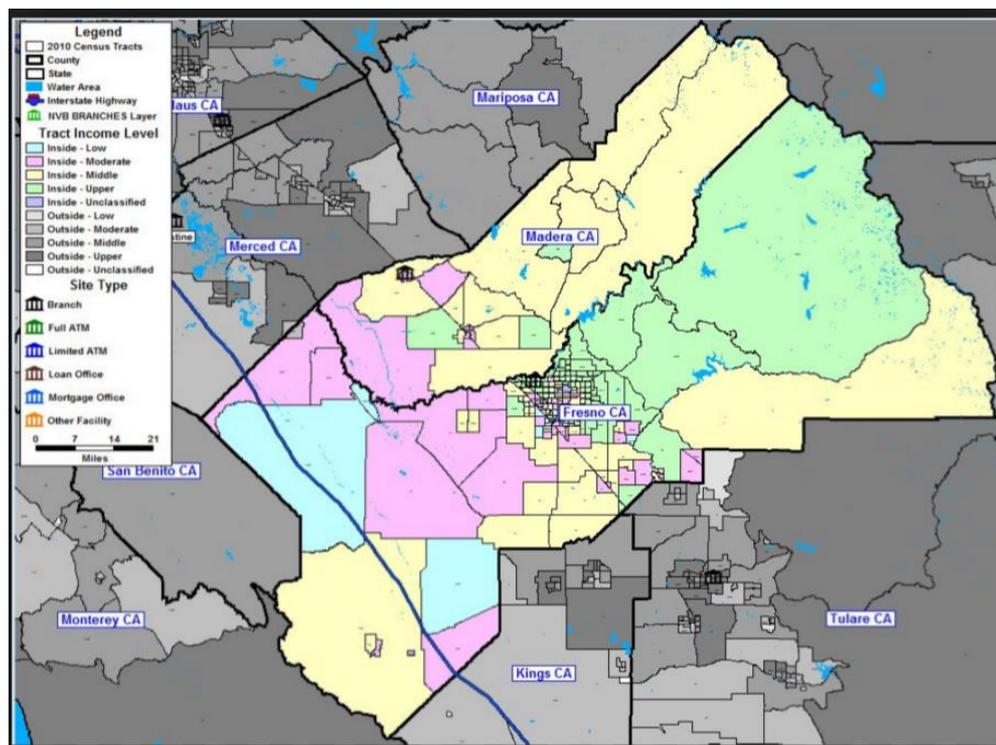 Legend
2010 Census Tracts
County
State
Water Area
Interstate Highway
NVB BRANCHES Layer
Tract Income Level
Inside - Low
Inside - Moderate
Inside - Middle
Inside - Upper
Inside - Unclassified
Outside - Low
Outside - Moderate
Outside - Middle
Outside - Upper
Outside - Unclassified
Site Type
Branch
Full ATM
Limited ATM
Loan Office
Mortgage Office
Other Facility
0 7 14 21
Miles
laus CA
Mariposa CA
stine
Merced CA
Madera CA
Fresno CA
San Benito CA
Monterey CA
Tulare CA
Kings CA